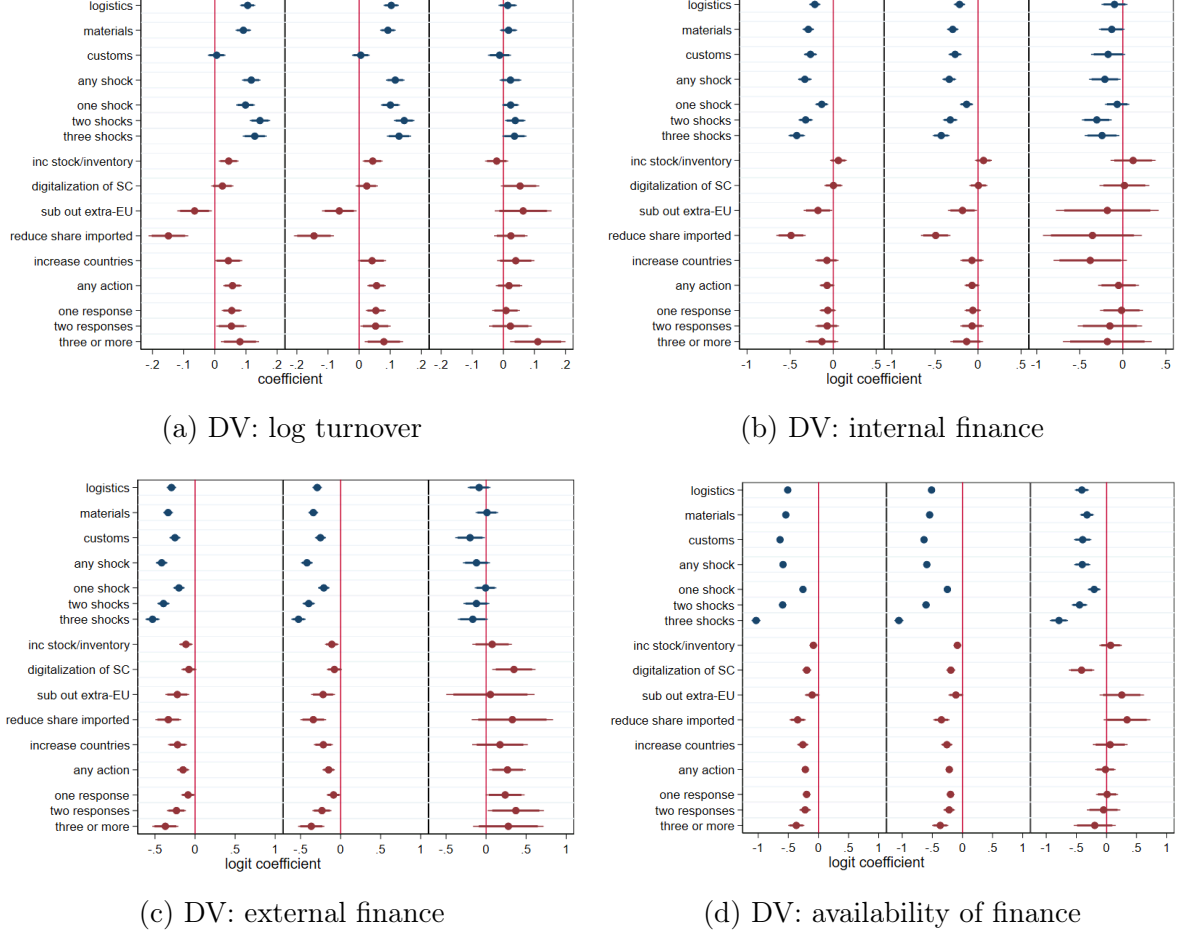 logistics
materials
customs
any shock
one shock
two shocks
three shocks
inc stock/inventory
digitalization of SC
sub out extra-EU
reduce share imported
increase countries
any action
one response
two responses
three or more
-.2 -.1 0 .1 .2 -.2 -.1 0 .1 .2 -.2 -.1 0 .1 .2
coefficient
(a) DV: log turnover
logistics
materials
customs
any shock
one shock
two shocks
three shocks
inc stock/inventory
digitalization of SC
sub out extra-EU
reduce share imported
increase countries
any action
one response
two responses
three or more
-1 -.5 0 .5 -1 -.5 0 .5 -1 -.5 0 .5
logit coefficient
(b) DV: internal finance
logistics
materials
customs
any shock
one shock
two shocks
three shocks
inc stock/inventory
digitalization of SC
sub out extra-EU
reduce share imported
increase countries
any action
one response
two responses
three or more
-.5 0 .5 1 -.5 0 .5 1 -.5 0 .5 1
logit coefficient
(c) DV: external finance
logistics
materials
customs
any shock
one shock
two shocks
three shocks
inc stock/inventory
digitalization of SC
sub out extra-EU
reduce share imported
increase countries
any action
one response
two responses
three or more
-1 -.5 0 .5 1 -1 -.5 0 .5 1 -1 -.5 0 .5 1
logit coefficient
(d) DV: availability of finance